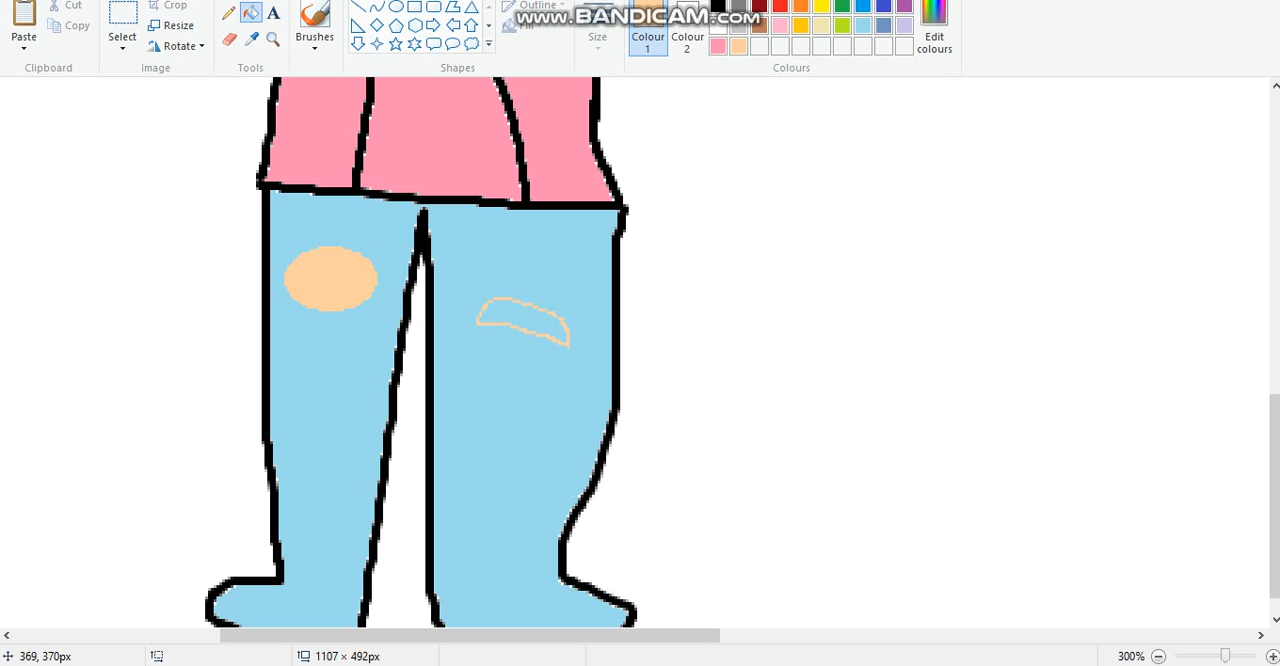 www.BANDICAM.com
Cut
Copy
Paste
Clipboard
Select
Crop
Resize
Rotate
Image
A
Tools
Brushes
Outline
Fill
Shapes
Size
Colour 1
Colour 2
Edit colours
Colours
369, 370px
1107 × 492px
300%